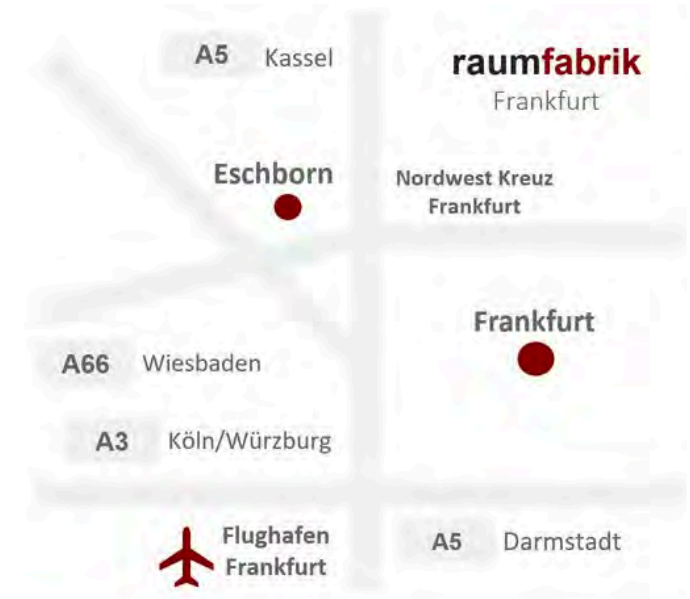 A5 Kassel
raumfabrik
Frankfurt
Eschborn
Nordwest Kreuz
Frankfurt
Frankfurt
A66 Wiesbaden
A3 Köln/Würzburg
Flughafen
Frankfurt
A5 Darmstadt